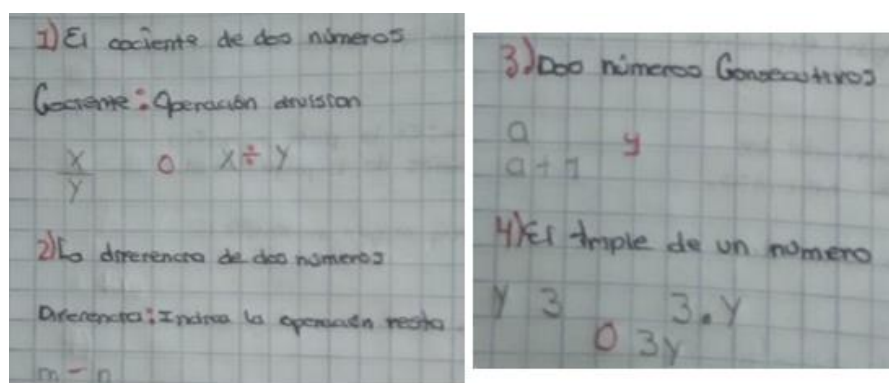 1) El cociente de dos números
Cociente: Operación division
X/Y o X ÷ Y
2) La diferencia de dos números
Diferencia: Indica la operación resta
m - n
3) Dos números Consecutivos
a
y
a + 1
4) El triple de un número
Y 3 3 . Y
o 3y